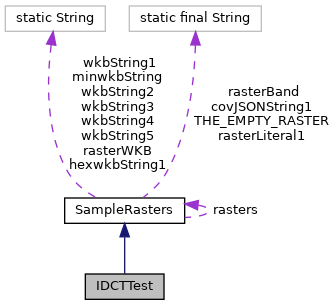 static String
static final String
wkbString1
minwkbString
wkbString2
wkbString3
wkbString4
wkbString5
rasterWKB
hexwkbString1
rasterBand
covJSONString1
THE_EMPTY_RASTER
rasterLiteral1
SampleRasters
rasters
IDCTTest